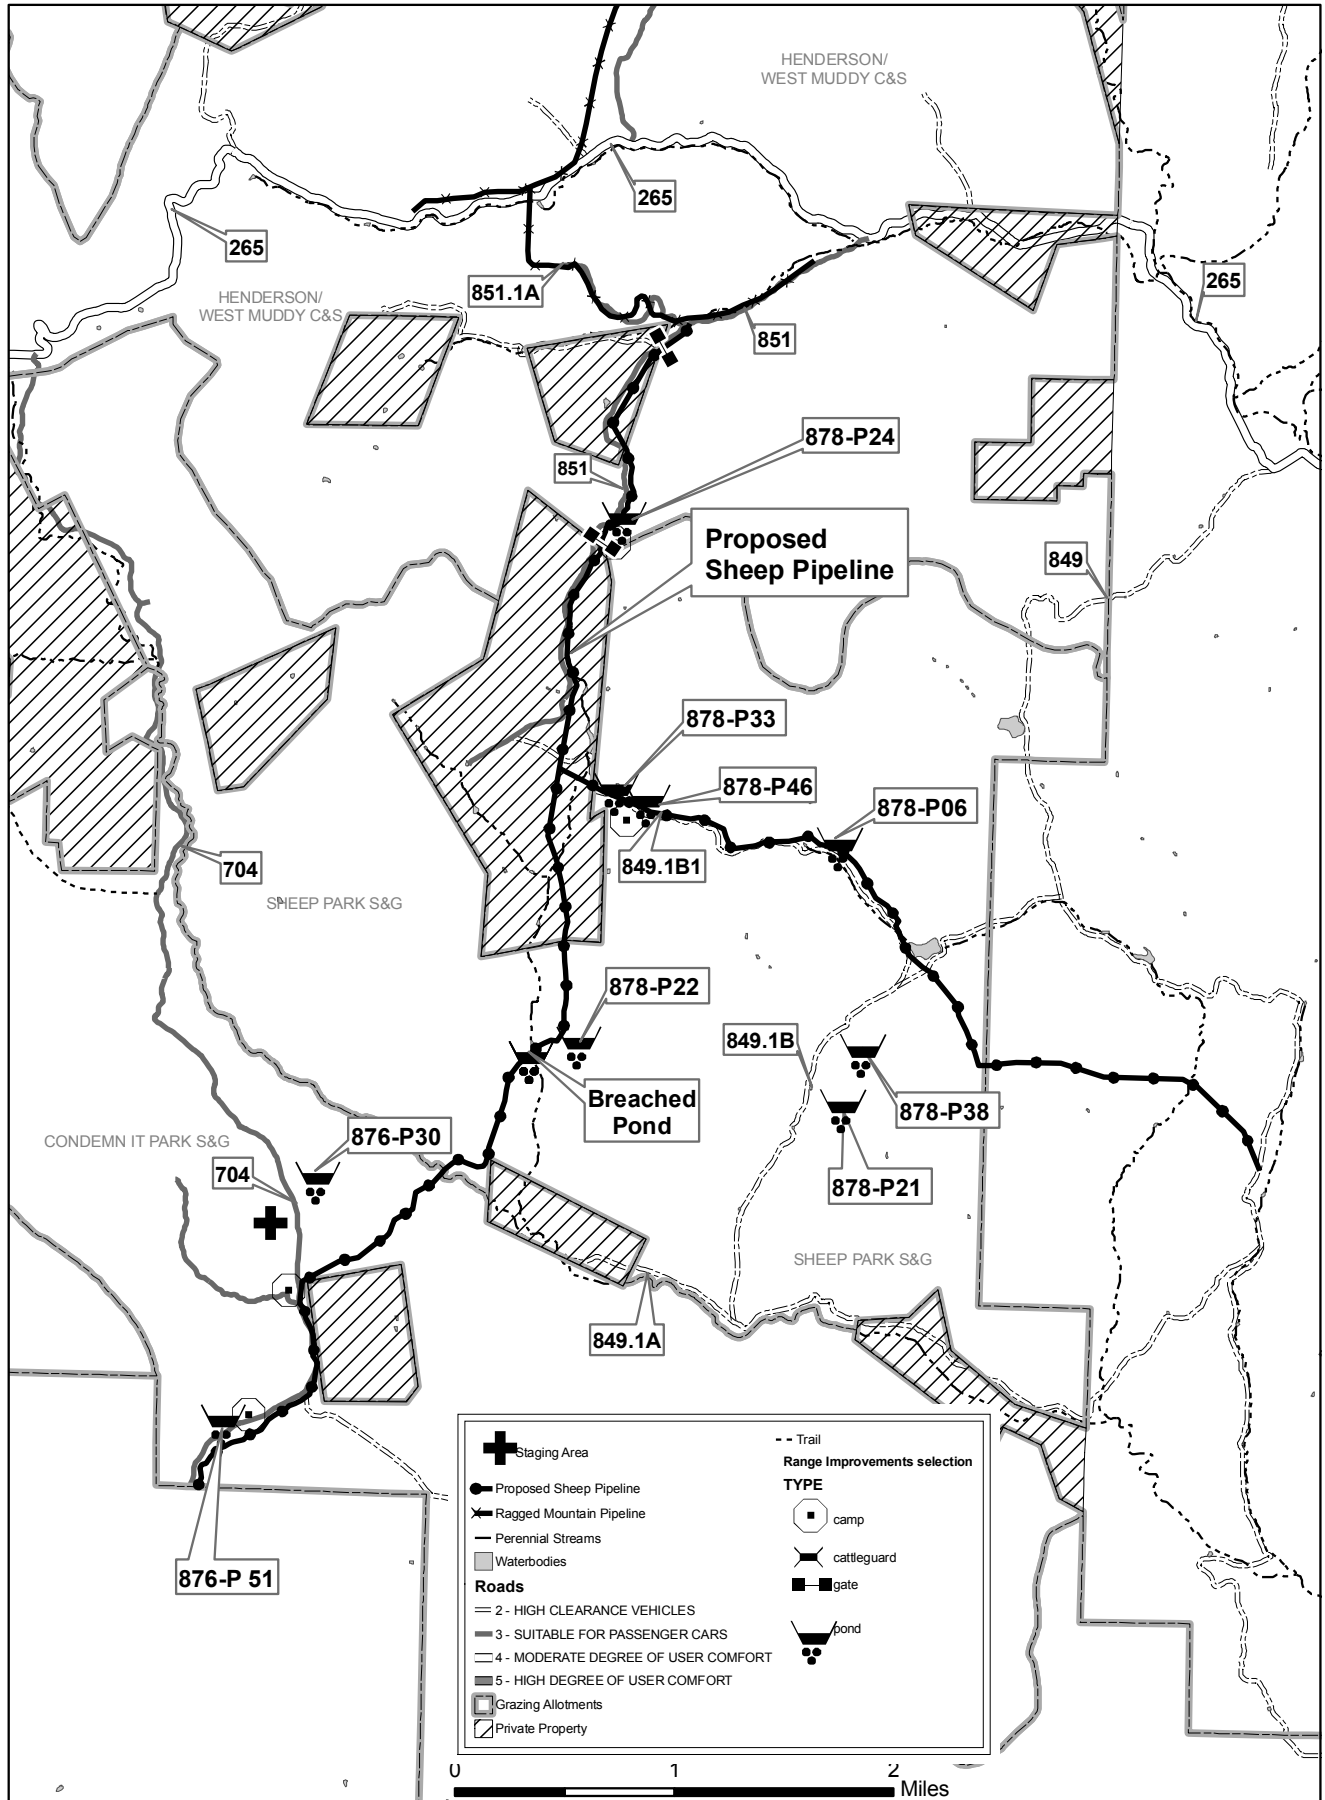 HENDERSON/
WEST MUDDY C&S
265
265
265
851.1A
HENDERSON/
WEST MUDDY C&S
851
878-P24
851
Proposed
Sheep Pipeline
849
878-P33
878-P46
878-P06
849.1B1
704
SHEEP PARK S&G
878-P22
849.1B
Breached
Pond
878-P38
876-P30
CONDEMN IT PARK S&G
704
878-P21
SHEEP PARK S&G
849.1A
876-P 51
Staging Area
Proposed Sheep Pipeline
Ragged Mountain Pipeline
Perennial Streams
Waterbodies
Roads
2 - HIGH CLEARANCE VEHICLES
3 - SUITABLE FOR PASSENGER CARS
4 - MODERATE DEGREE OF USER COMFORT
5 - HIGH DEGREE OF USER COMFORT
Grazing Allotments
Private Property
Trail
Range Improvements selection
TYPE
camp
cattleguard
gate
pond
0 1 2
Miles